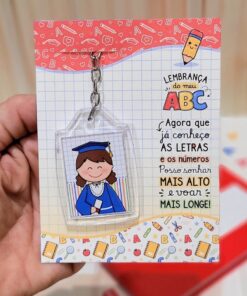 LEMBRANÇA
do meu
ABC
Agora que
já conheço
AS LETRAS
e os números
Posso sonhar
MAIS ALTO
e voar
MAIS LONGE!